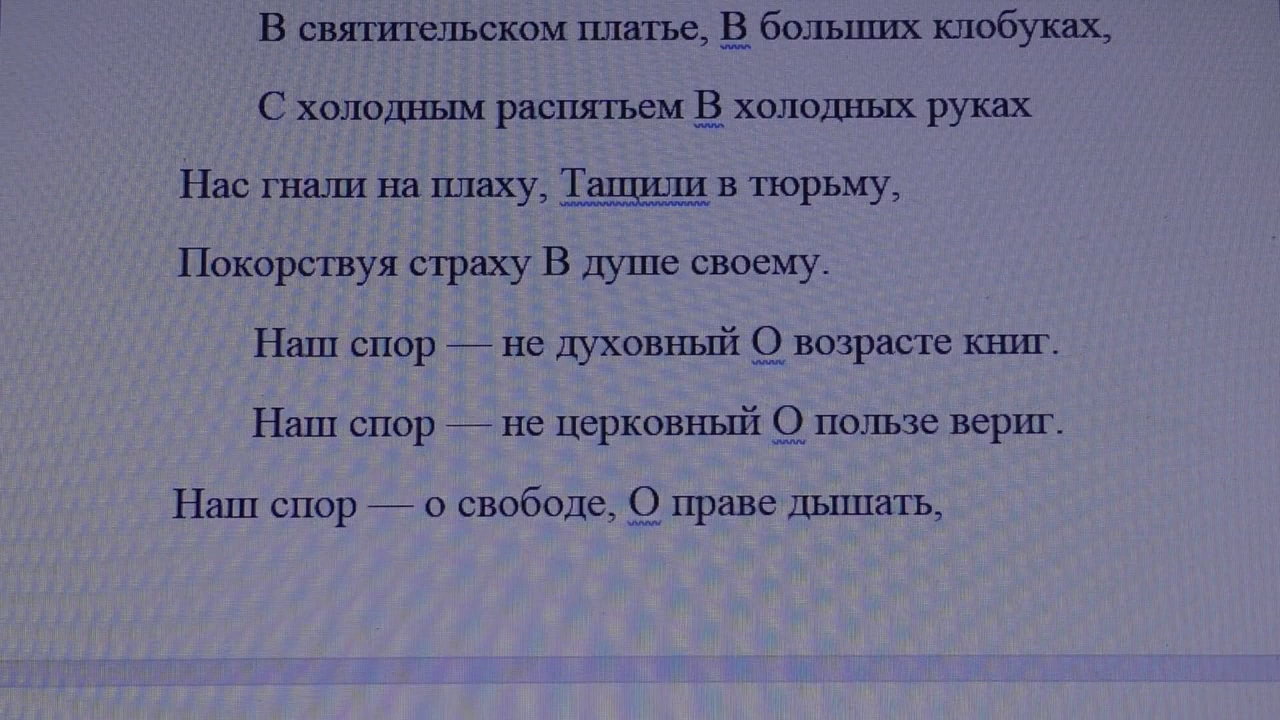 В святительском платье, В больших клобуках,
С холодным распятьем В холодных руках
Нас гнали на плаху, Тащили в тюрьму,
Покорствуя страху В душе своему.
Наш спор — не духовный О возрасте книг.
Наш спор — не церковный О пользе вериг.
Наш спор — о свободе, О праве дышать,